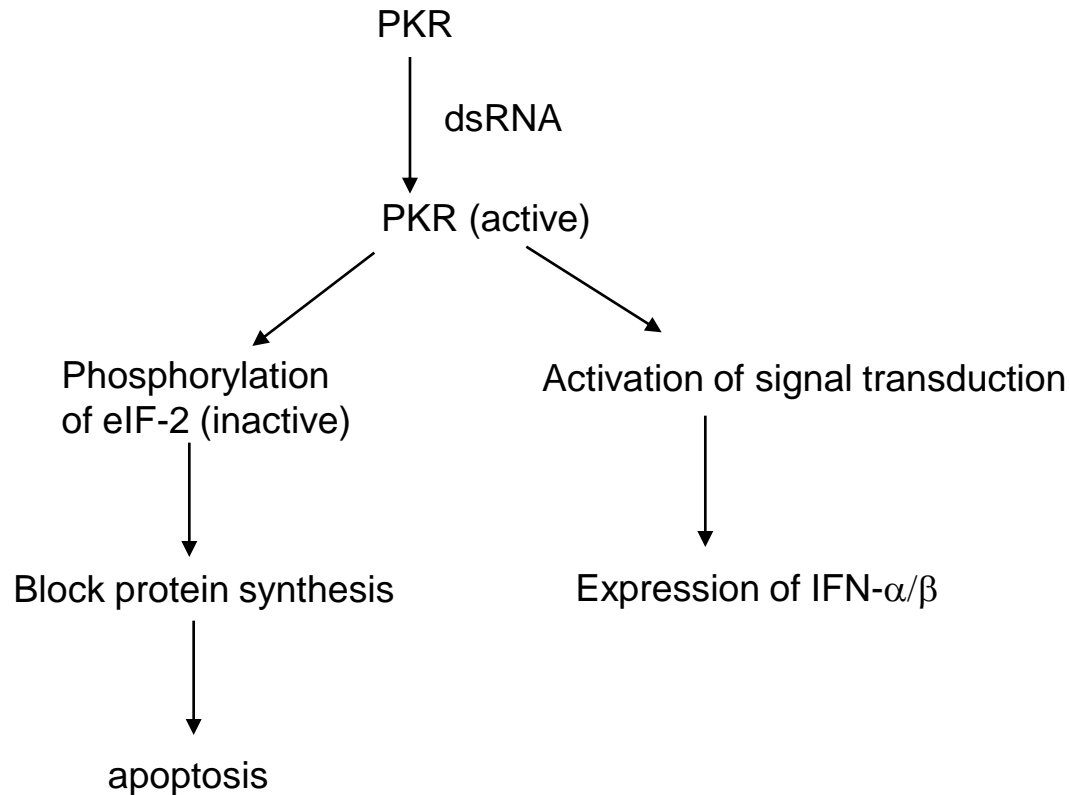 PKR
dsRNA
PKR (active)
Phosphorylation
of eIF-2 (inactive)
Activation of signal transduction
Block protein synthesis
Expression of IFN-α/β
apoptosis